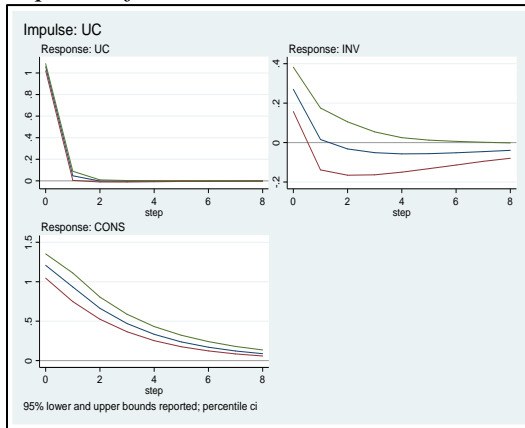 Impulse: UC
Response: UC
1
.8
.6
.4
.2
0
0 2 4 6 8
step
Response: INV
.4
.2
0
-.2
0 2 4 6 8
step
Response: CONS
1.5
1
.5
0
0 2 4 6 8
step
95% lower and upper bounds reported; percentile ci